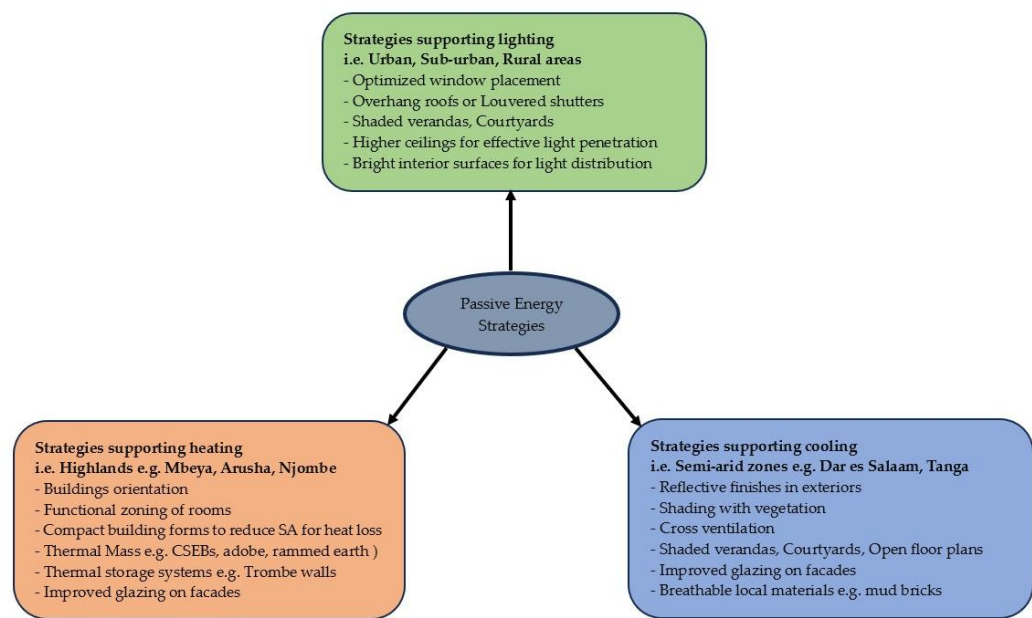 Strategies supporting lighting
i.e. Urban, Sub-urban, Rural areas
- Optimized window placement
- Overhang roofs or Louvered shutters
- Shaded verandas, Courtyards
- Higher ceilings for effective light penetration
- Bright interior surfaces for light distribution
Passive Energy
Strategies
Strategies supporting heating
i.e. Highlands e.g. Mbeya, Arusha, Njombe
- Buildings orientation
- Functional zoning of rooms
- Compact building forms to reduce SA for heat loss
- Thermal Mass e.g. CSEBs, adobe, rammed earth )
- Thermal storage systems e.g. Trombe walls
- Improved glazing on facades
Strategies supporting cooling
i.e. Semi-arid zones e.g. Dar es Salaam, Tanga
- Reflective finishes in exteriors
- Shading with vegetation
- Cross ventilation
- Shaded verandas, Courtyards, Open floor plans
- Improved glazing on facades
- Breathable local materials e.g. mud bricks